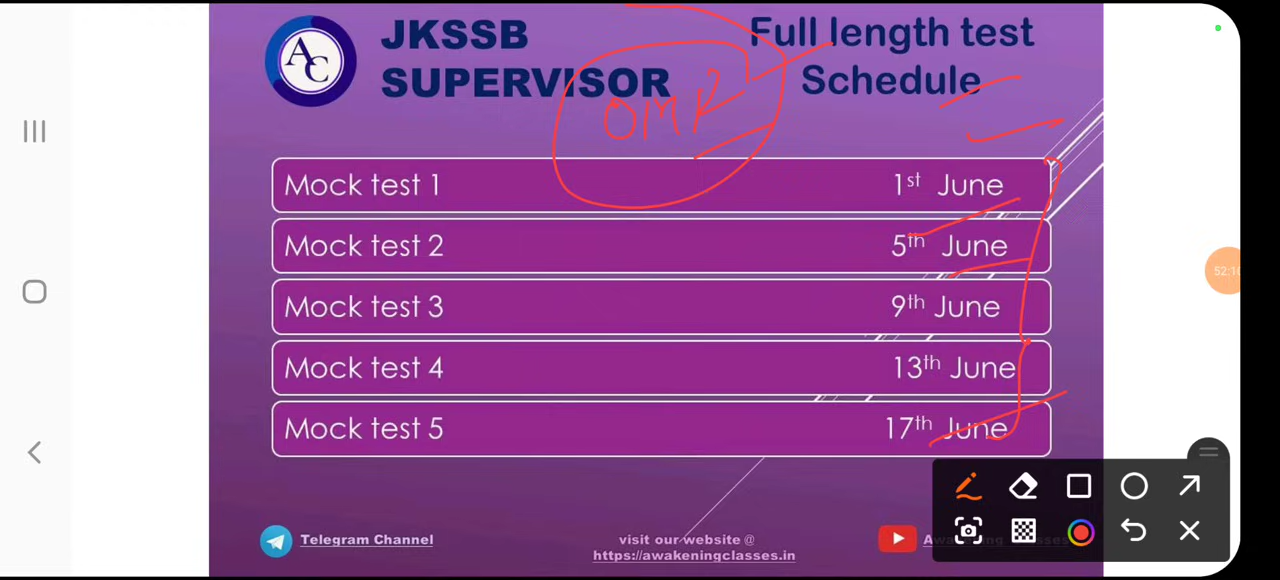 AC
JKSSB
SUPERVISOR
Full length test
Schedule
OMR
Mock test 1 1st June
Mock test 2 5th June
Mock test 3 9th June
Mock test 4 13th June
Mock test 5 17th June
52:10
Telegram Channel
visit our website @
https://awakeningclasses.in